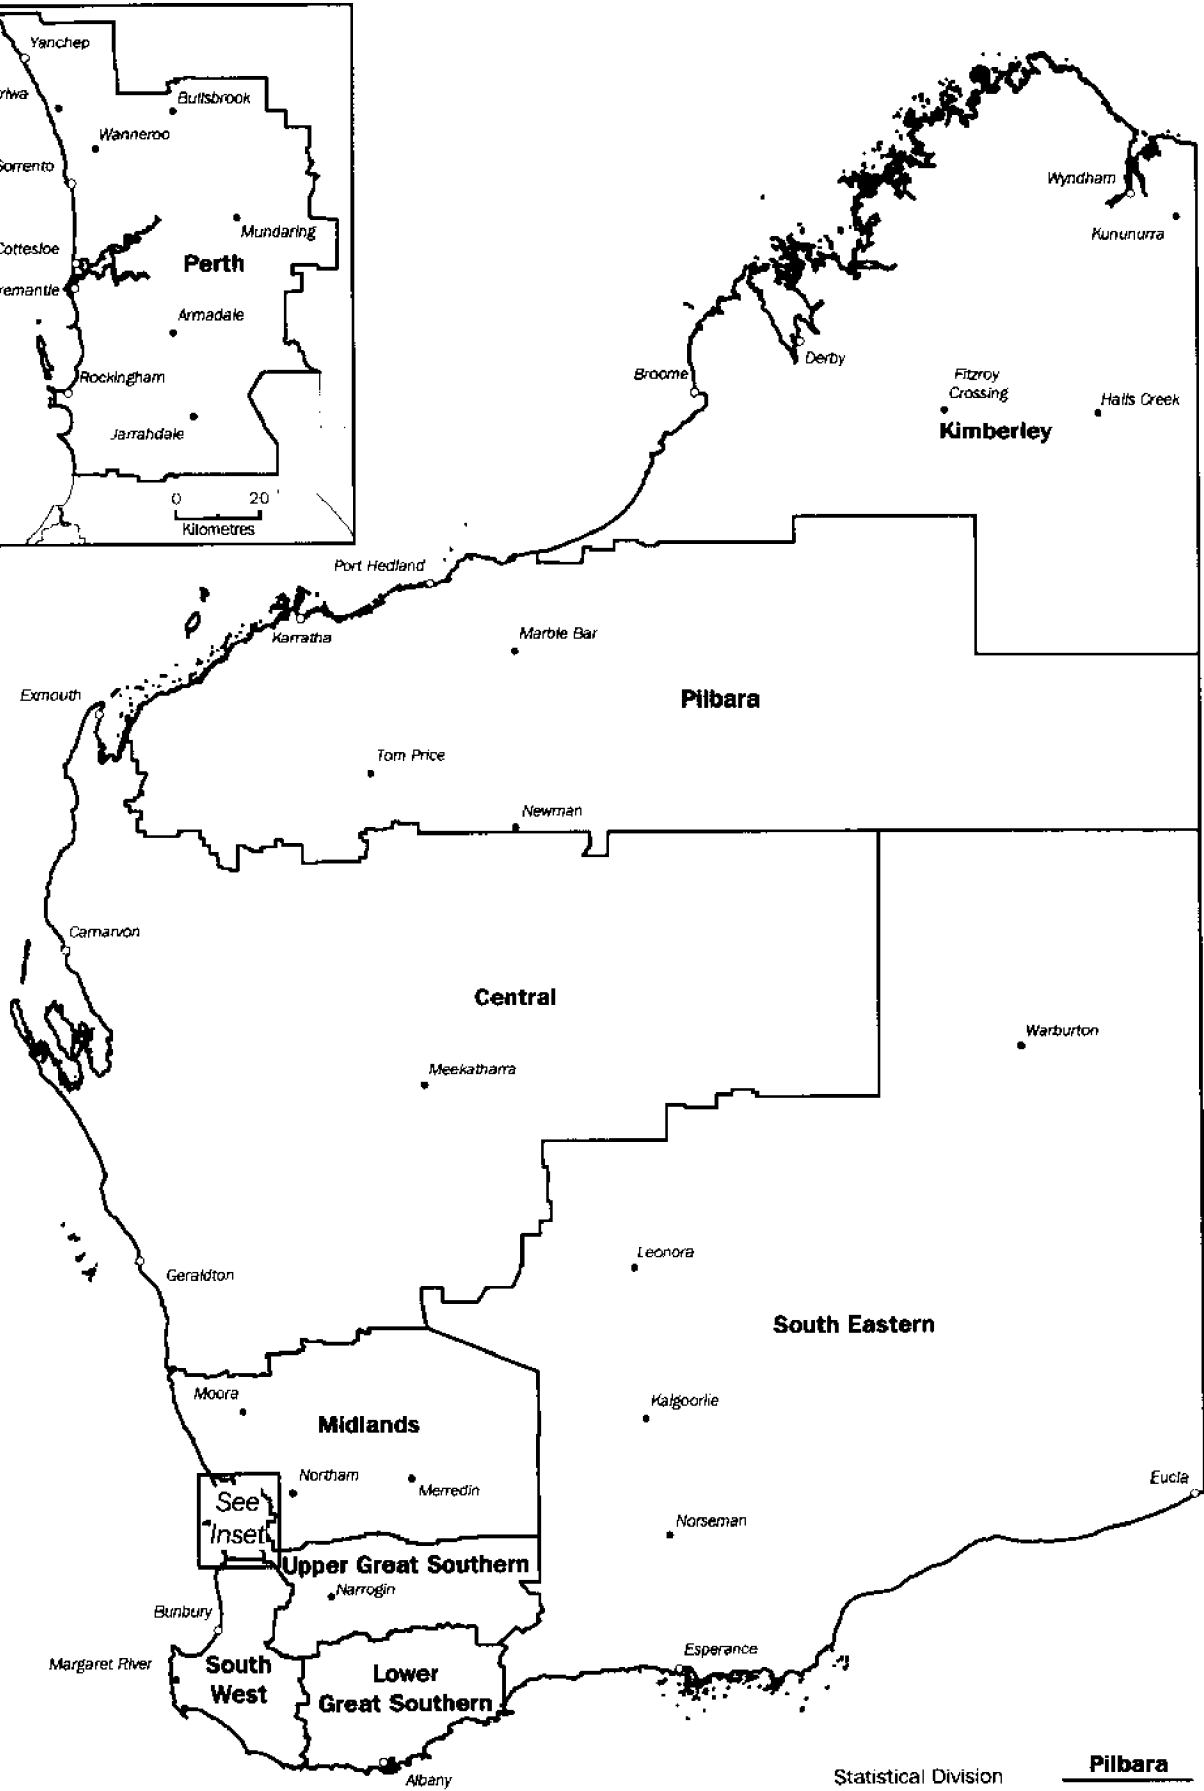 Yanchep
Bullsbrook
Wanneroo
Sorrento
Mundaring
Cottesloe
Perth
Armadale
Rockingham
Jarrahdale
0 20
Kilometres
Wyndham
Kununurra
Derby
Broome
Fitzroy
Crossing
Halls Creek
Kimberley
Port Hedland
Karratha
Marble Bar
Exmouth
Pilbara
Tom Price
Newman
Carnarvon
Central
Warburton
Meekatharra
Leonora
Geraldton
South Eastern
Moora
Kalgoorlie
Midlands
Northam
Merredin
Eucla
See
Inset
Norseman
Upper Great Southern
Narrogin
Bunbury
Esperance
Margaret River
South
West
Lower
Great Southern
Albany
Statistical Division
Pilbara